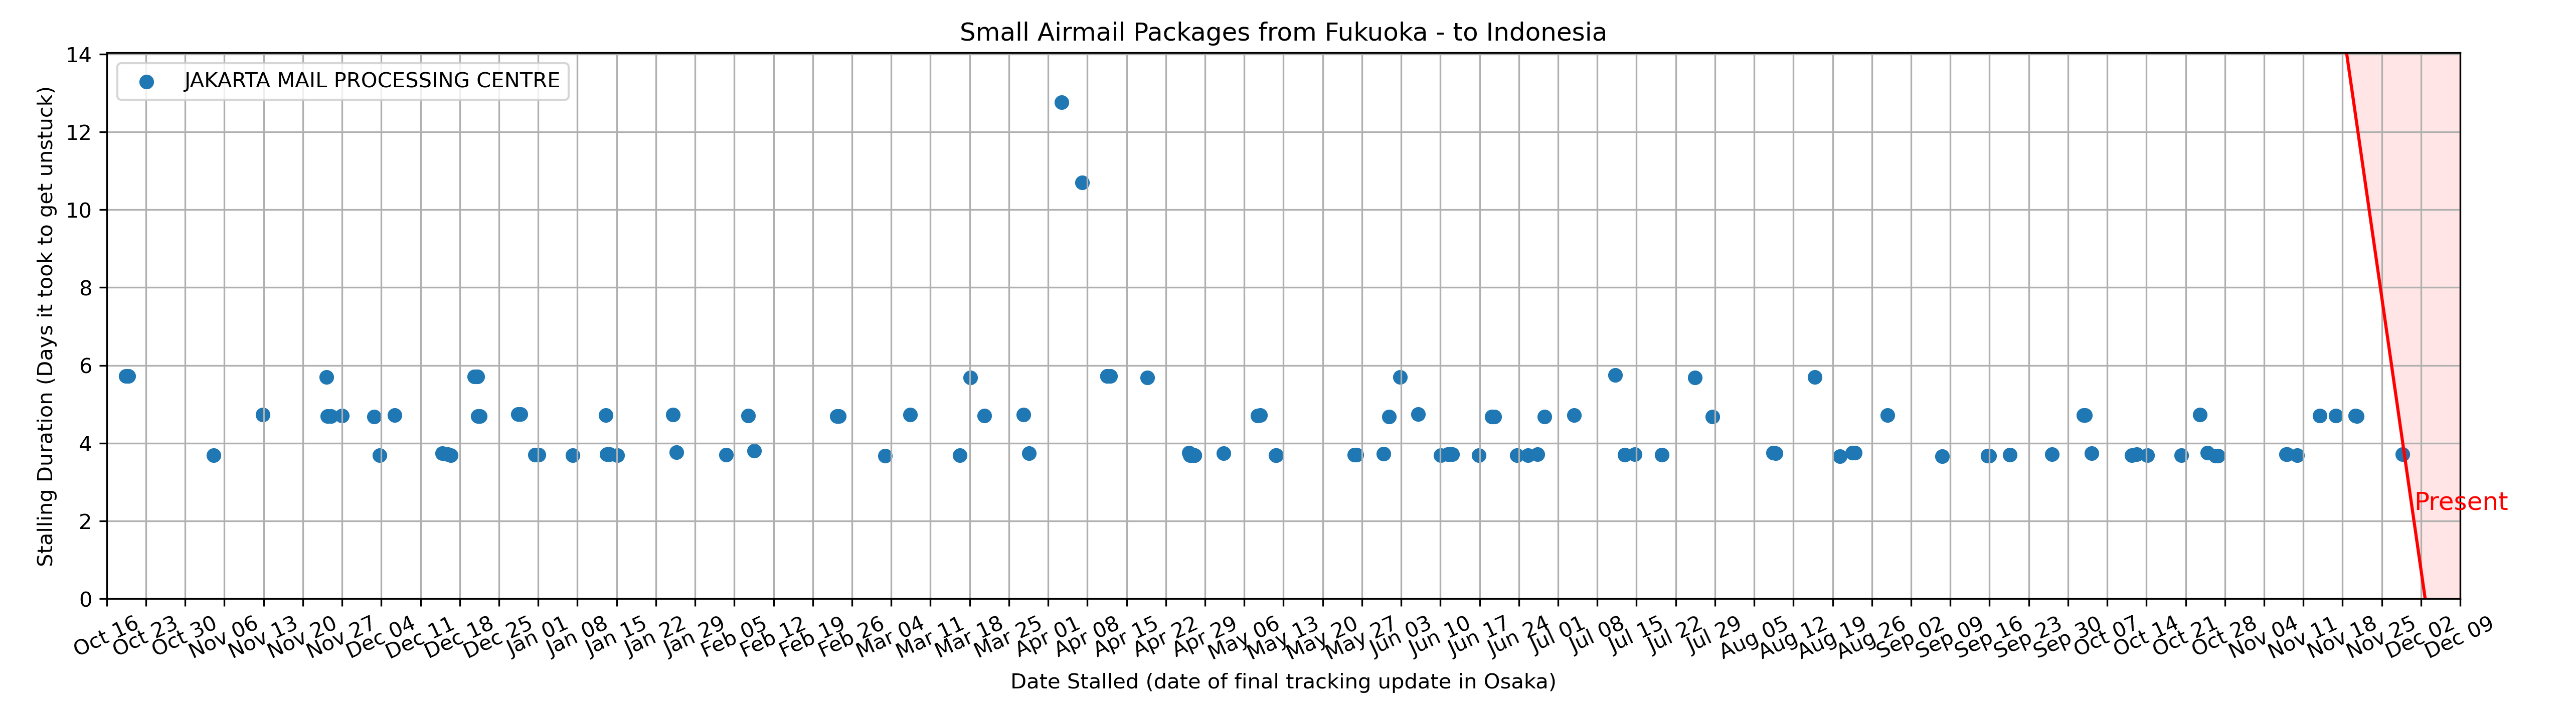 Small Airmail Packages from Fukuoka - to Indonesia
JAKARTA MAIL PROCESSING CENTRE
Stalling Duration (Days it took to get unstuck)
14
12
10
8
6
4
2
0
Present
Oct 16 Oct 23 Oct 30 Nov 06 Nov 13 Nov 20 Nov 27 Dec 04 Dec 11 Dec 18 Dec 25 Jan 01 Jan 08 Jan 15 Jan 22 Jan 29 Feb 05 Feb 12 Feb 19 Feb 26 Mar 04 Mar 11 Mar 18 Mar 25 Apr 01 Apr 08 Apr 15 Apr 22 Apr 29 May 06 May 13 May 20 May 27 Jun 03 Jun 10 Jun 17 Jun 24 Jul 01 Jul 08 Jul 15 Jul 22 Jul 29 Aug 05 Aug 12 Aug 19 Aug 26 Sep 02 Sep 09 Sep 16 Sep 23 Sep 30 Oct 07 Oct 14 Oct 21 Oct 28 Nov 04 Nov 11 Nov 18 Nov 25 Dec 02 Dec 09
Date Stalled (date of final tracking update in Osaka)